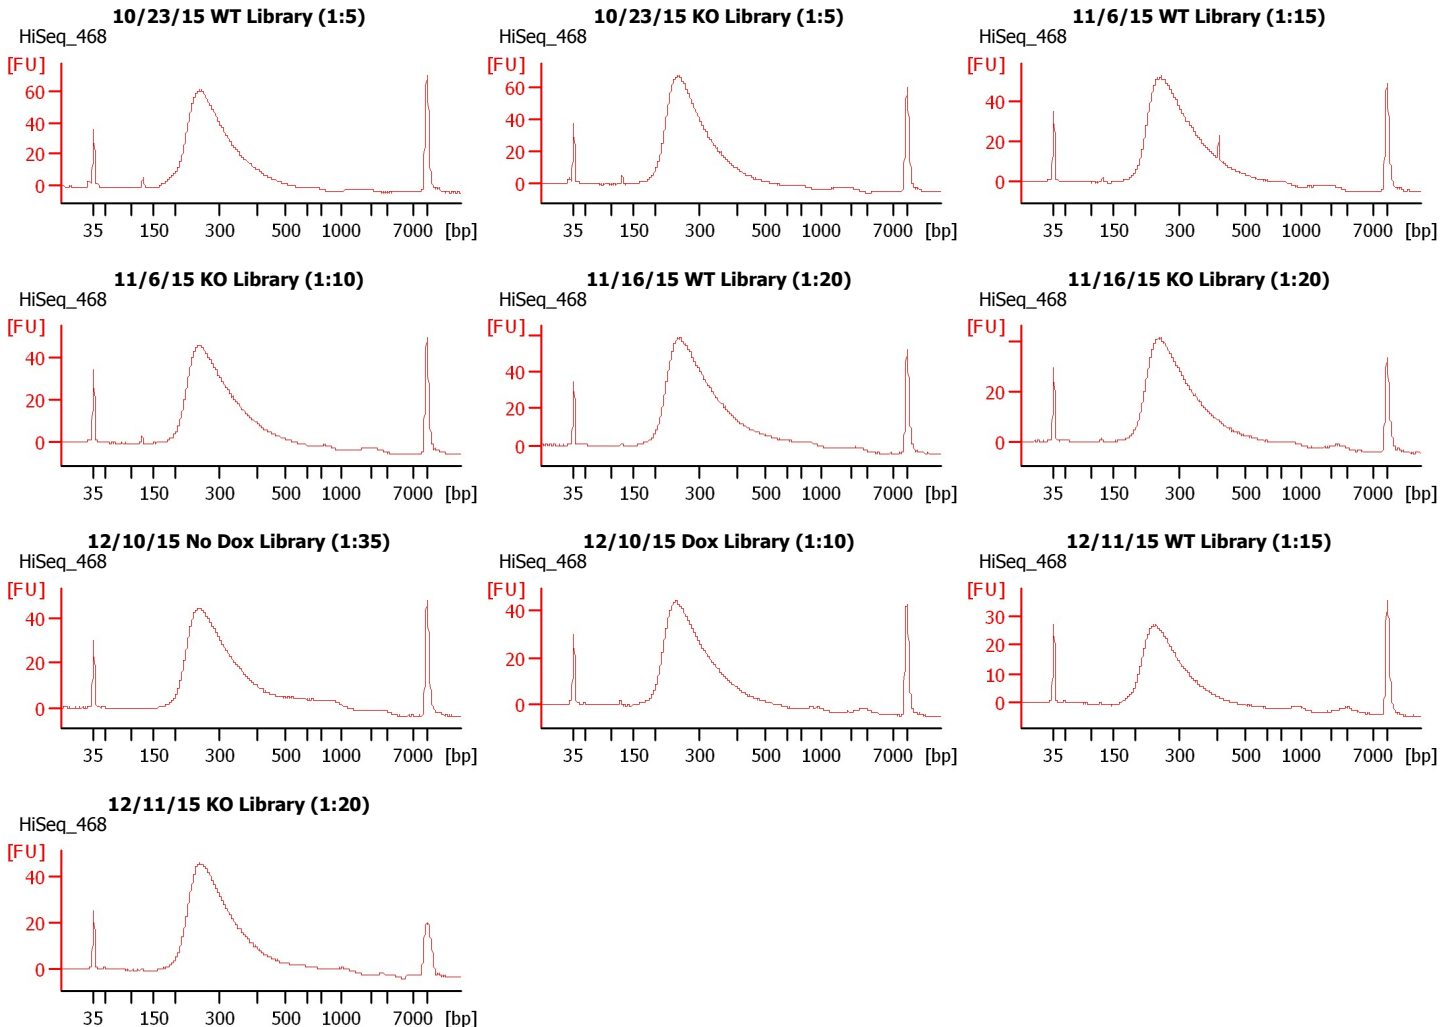 10/23/15 WT Library (1:5)
HiSeq_468
[FU]
60
40
20
0
35 150 300 500 1000 7000 [bp]
10/23/15 KO Library (1:5)
HiSeq_468
[FU]
60
40
20
0
35 150 300 500 1000 7000 [bp]
11/6/15 WT Library (1:15)
HiSeq_468
[FU]
40
20
0
35 150 300 500 1000 7000 [bp]
11/6/15 KO Library (1:10)
HiSeq_468
[FU]
40
20
0
35 150 300 500 1000 7000 [bp]
11/16/15 WT Library (1:20)
HiSeq_468
[FU]
40
20
0
35 150 300 500 1000 7000 [bp]
11/16/15 KO Library (1:20)
HiSeq_468
[FU]
20
0
35 150 300 500 1000 7000 [bp]
12/10/15 No Dox Library (1:35)
HiSeq_468
[FU]
40
20
0
35 150 300 500 1000 7000 [bp]
12/10/15 Dox Library (1:10)
HiSeq_468
[FU]
40
20
0
35 150 300 500 1000 7000 [bp]
12/11/15 WT Library (1:15)
HiSeq_468
[FU]
30
20
10
0
35 150 300 500 1000 7000 [bp]
12/11/15 KO Library (1:20)
HiSeq_468
[FU]
40
20
0
35 150 300 500 1000 7000 [bp]